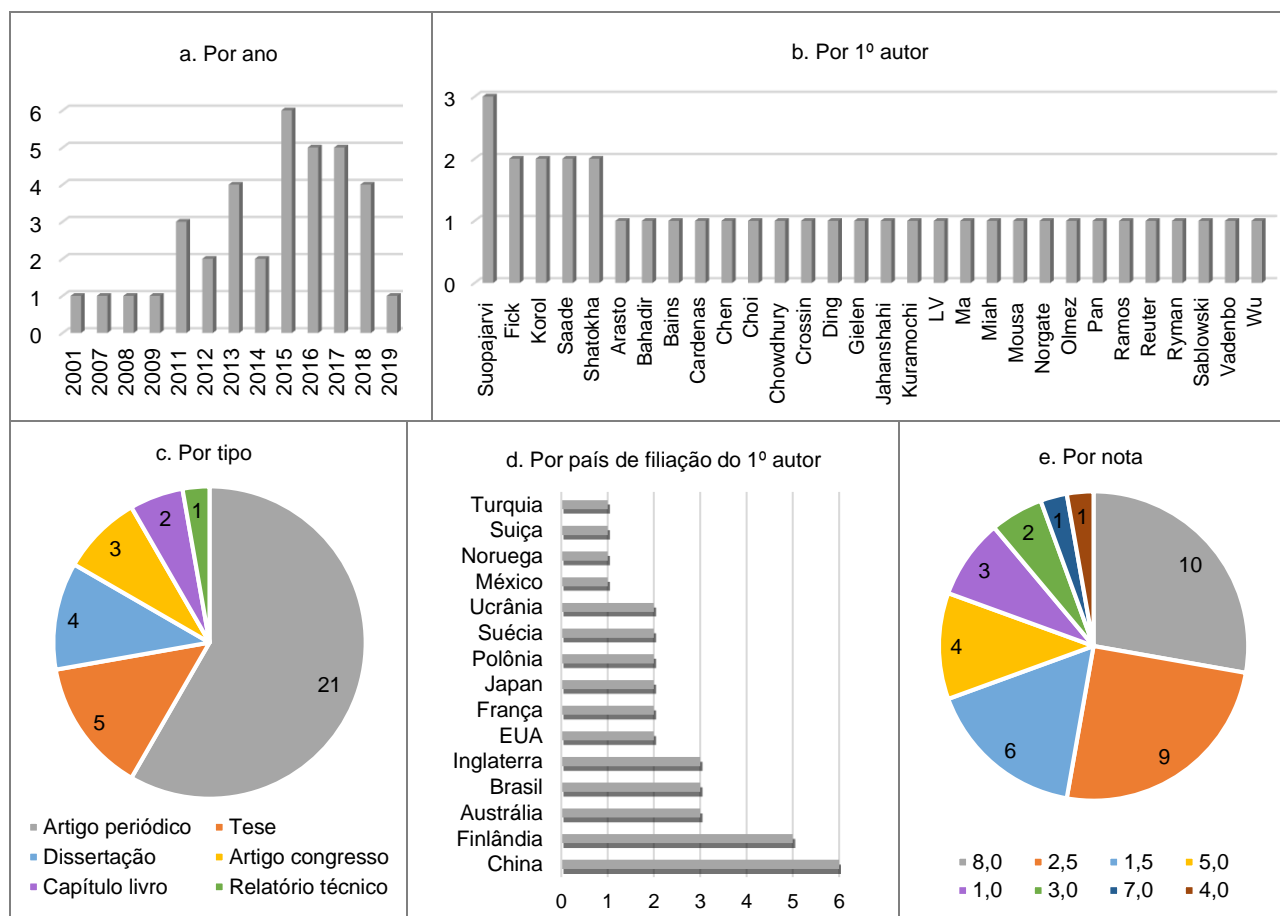 a. Por ano
6
5
4
3
2
1
0
2001
2007
2008
2009
2011
2012
2013
2014
2015
2016
2017
2018
2019
b. Por 1º autor
3
2
1
0
Suopajarvi
Fick
Korol
Saade
Shatokha
Arasto
Bahadir
Bains
Cardenas
Chen
Choi
Chowdhury
Crossin
Ding
Gielen
Jahanshahi
Kuramochi
LV
Ma
Miah
Mousa
Norgate
Olmez
Pan
Ramos
Reuter
Ryman
Sablowski
Vadenbo
Wu
c. Por tipo
1
2
3
4
5
21
Artigo periódico
Tese
Dissertação
Artigo congresso
Capítulo livro
Relatório técnico
d. Por país de filiação do 1º autor
Turquia
Suiça
Noruega
México
Ucrânia
Suécia
Polônia
Japan
França
EUA
Inglaterra
Brasil
Austrália
Finlândia
China
0 1 2 3 4 5 6
e. Por nota
1
1
2
10
3
4
6
9
8,0 2,5 1,5 5,0
1,0 3,0 7,0 4,0